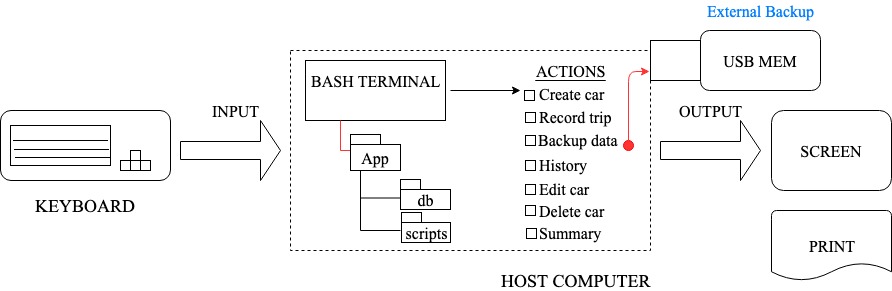 External Backup
USB MEM
BASH TERMINAL
ACTIONS
Create car
Record trip
Backup data
History
Edit car
Delete car
Summary
INPUT
OUTPUT
App
db
scripts
KEYBOARD
SCREEN
PRINT
HOST COMPUTER